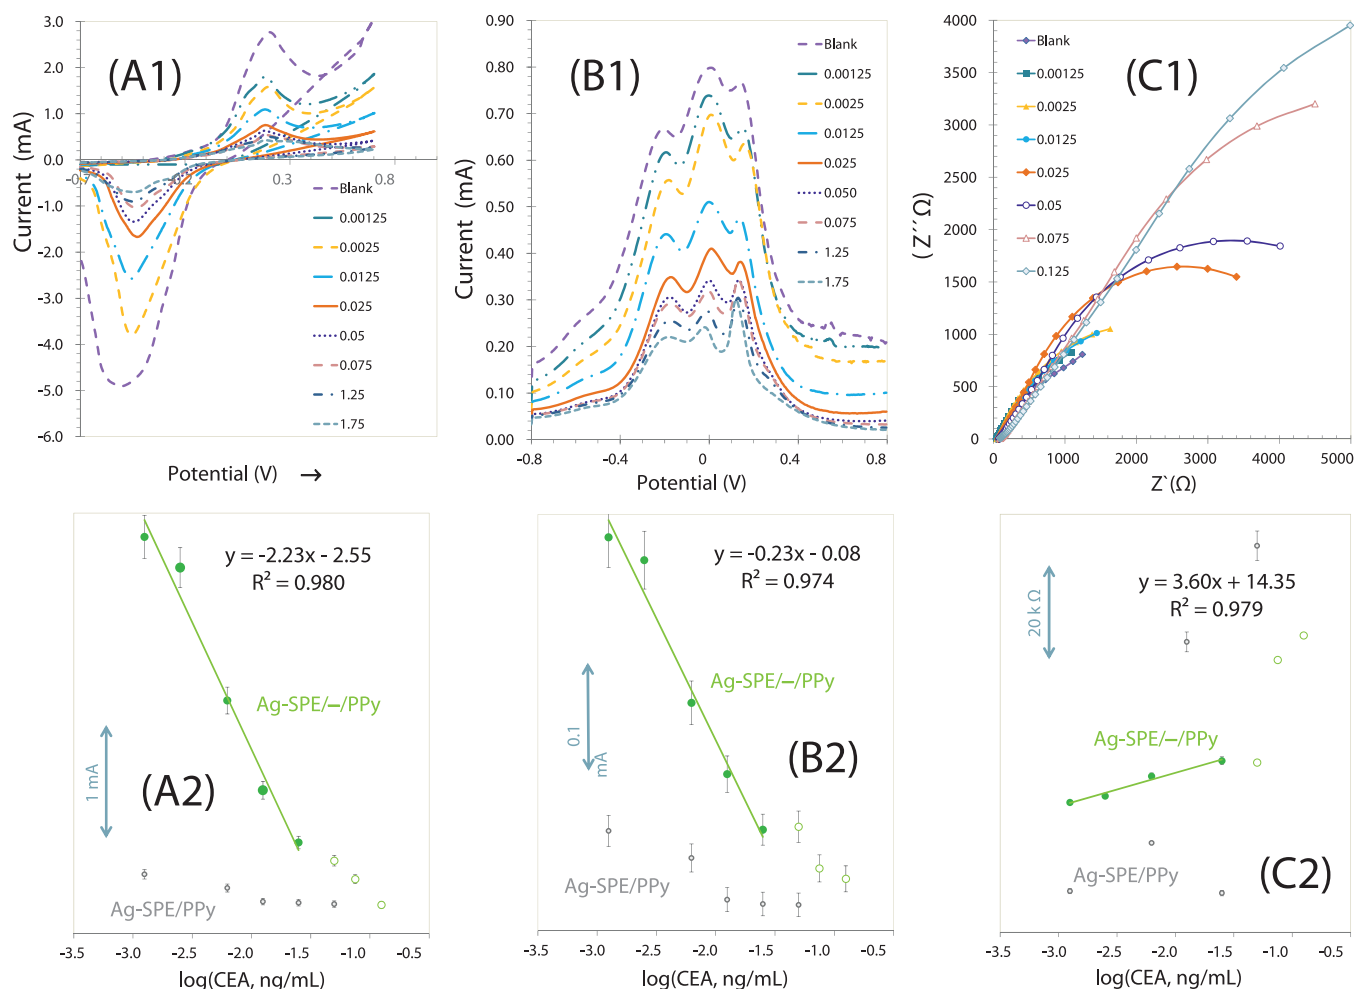 3.0
2.0
1.0
0.0
-1.0
-2.0
-3.0
-4.0
-5.0
-6.0
Current (mA)
(A1)
0.3
0.8
Blank
0.00125
0.0025
0.0125
0.025
0.05
0.075
1.25
1.75
Potential (V) →
0.90
0.80
0.70
0.60
0.50
0.40
0.30
0.20
0.10
0.00
Current (mA)
(B1)
Blank
0.00125
0.0025
0.0125
0.025
0.050
0.075
1.25
1.75
-0.8
-0.4
0
0.4
0.8
Potential (V)
4000
3500
3000
2500
2000
1500
1000
500
0
(Z´´Ω)
(C1)
Blank
0.00125
0.0025
0.0125
0.025
0.05
0.075
0.125
0
1000
2000
3000
4000
5000
Z`(Ω)
y = -2.23x - 2.55
R² = 0.980
Ag-SPE/–/PPy
1 mA
(A2)
Ag-SPE/PPy
-3.5 -3.0 -2.5 -2.0 -1.5 -1.0 -0.5
log(CEA, ng/mL)
y = -0.23x - 0.08
R² = 0.974
Ag-SPE/–/PPy
0.1
mA
(B2)
Ag-SPE/PPy
-3.5 -3.0 -2.5 -2.0 -1.5 -1.0 -0.5
log(CEA, ng/mL)
20 k Ω
y = 3.60x + 14.35
R² = 0.979
Ag-SPE/–/PPy
Ag-SPE/PPy
(C2)
-3.5 -3.0 -2.5 -2.0 -1.5 -1.0 -0.5
log(CEA, ng/mL)